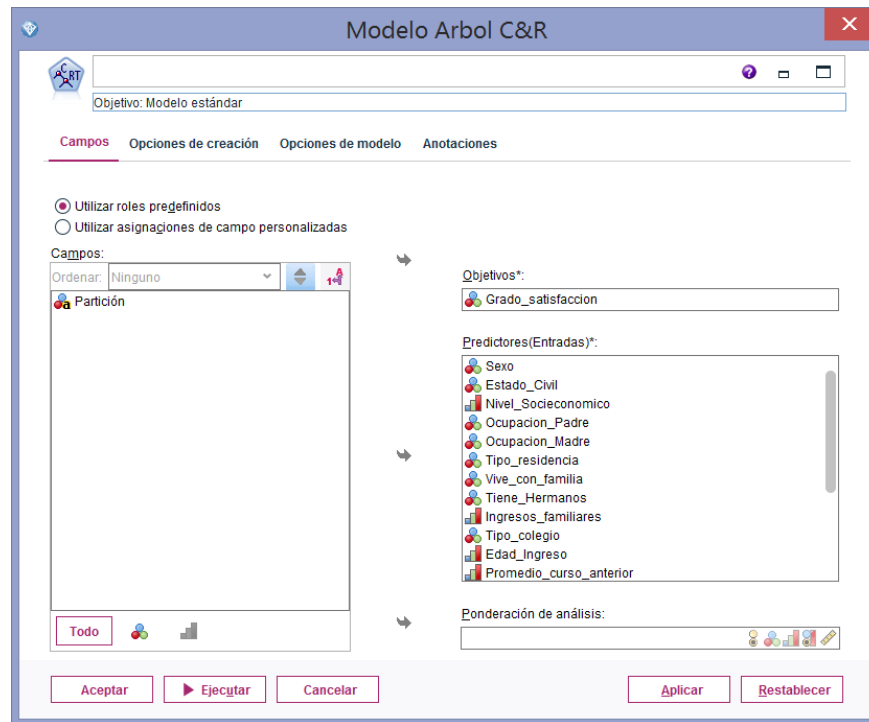 Modelo Arbol C&R
C RT
Objetivo: Modelo estándar
Campos Opciones de creación Opciones de modelo Anotaciones
Utilizar roles predefinidos
Utilizar asignaciones de campo personalizadas
Campos:
Ordenar: Ninguno
Partición
Todo
Objetivos*:
Grado_satisfaccion
Predictores(Entradas)*:
Sexo
Estado_Civil
Nivel_Socieconomico
Ocupacion_Padre
Ocupacion_Madre
Tipo_residencia
Vive_con_familia
Tiene_Hermanos
Ingresos_familiares
Tipo_colegio
Edad_Ingreso
Promedio_curso_anterior
Ponderación de análisis:
Aceptar Ejecutar Cancelar Aplicar Restablecer